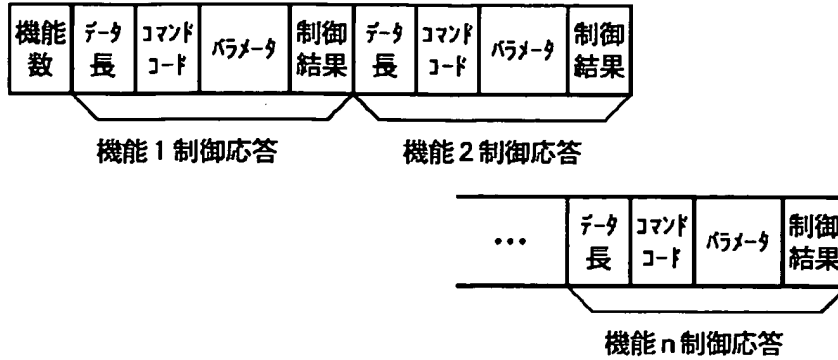 機能数 データ長 コマンドコード パラメータ 制御結果 データ長 コマンドコード パラメータ 制御結果
機能1制御応答 機能2制御応答
… データ長 コマンドコード パラメータ 制御結果
機能n制御応答